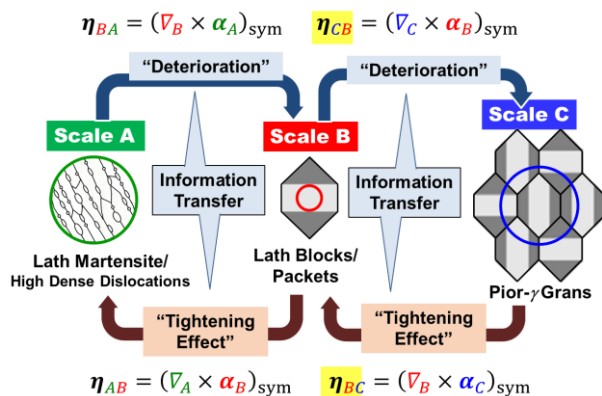 η_BA = (∇_B × α_A)_sym
η_CB = (∇_C × α_B)_sym
“Deterioration”
“Deterioration”
Scale A
Scale B
Scale C
Information
Transfer
Information
Transfer
Lath Martensite/
High Dense Dislocations
Lath Blocks/
Packets
Pior-γ Grans
“Tightening
Effect”
“Tightening
Effect”
η_AB = (∇_A × α_B)_sym
η_BC = (∇_B × α_C)_sym